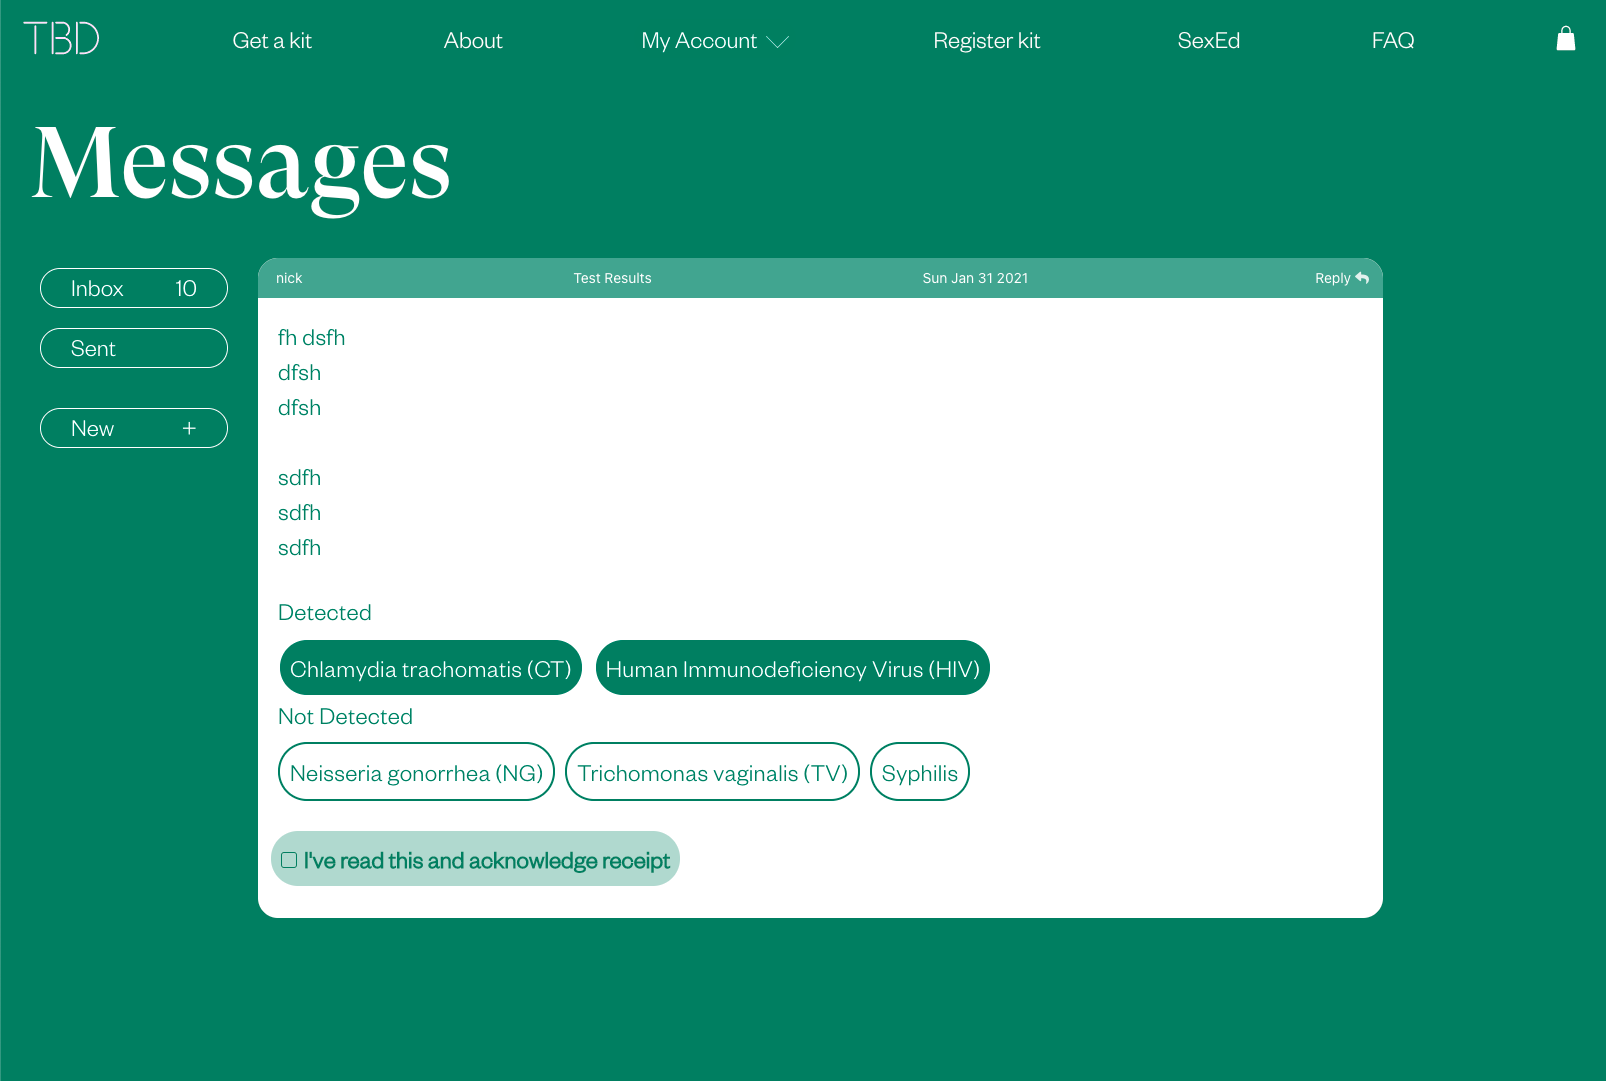 TBD Get a kit About My Account Register kit SexEd FAQ
Messages
Inbox 10
Sent
New +
nick Test Results Sun Jan 31 2021 Reply
fh dsfh
dfsh
dfsh
sdfh
sdfh
sdfh
Detected
Chlamydia trachomatis (CT) Human Immunodeficiency Virus (HIV)
Not Detected
Neisseria gonorrhea (NG) Trichomonas vaginalis (TV) Syphilis
I've read this and acknowledge receipt